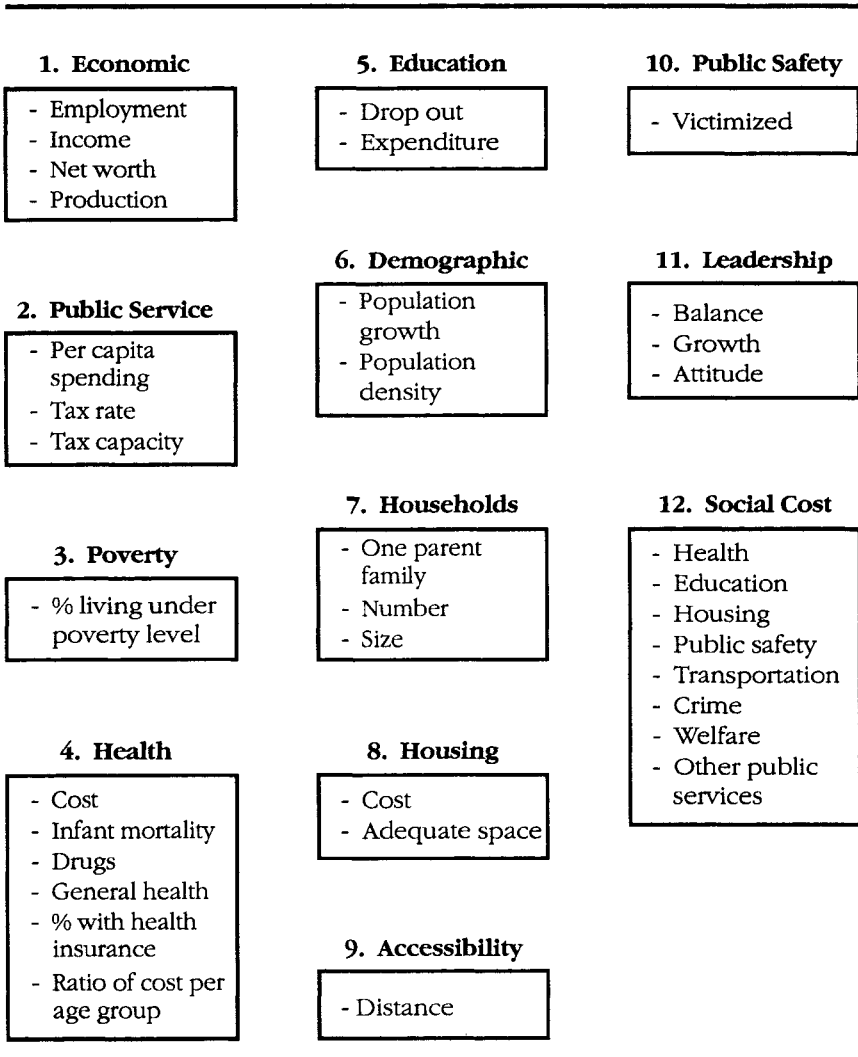 1. Economic
- Employment
- Income
- Net worth
- Production
2. Public Service
- Per capita
spending
- Tax rate
- Tax capacity
3. Poverty
- % living under
poverty level
4. Health
- Cost
- Infant mortality
- Drugs
- General health
- % with health
insurance
- Ratio of cost per
age group
5. Education
- Drop out
- Expenditure
6. Demographic
- Population
growth
- Population
density
7. Households
- One parent
family
- Number
- Size
8. Housing
- Cost
- Adequate space
9. Accessibility
- Distance
10. Public Safety
- Victimized
11. Leadership
- Balance
- Growth
- Attitude
12. Social Cost
- Health
- Education
- Housing
- Public safety
- Transportation
- Crime
- Welfare
- Other public
services